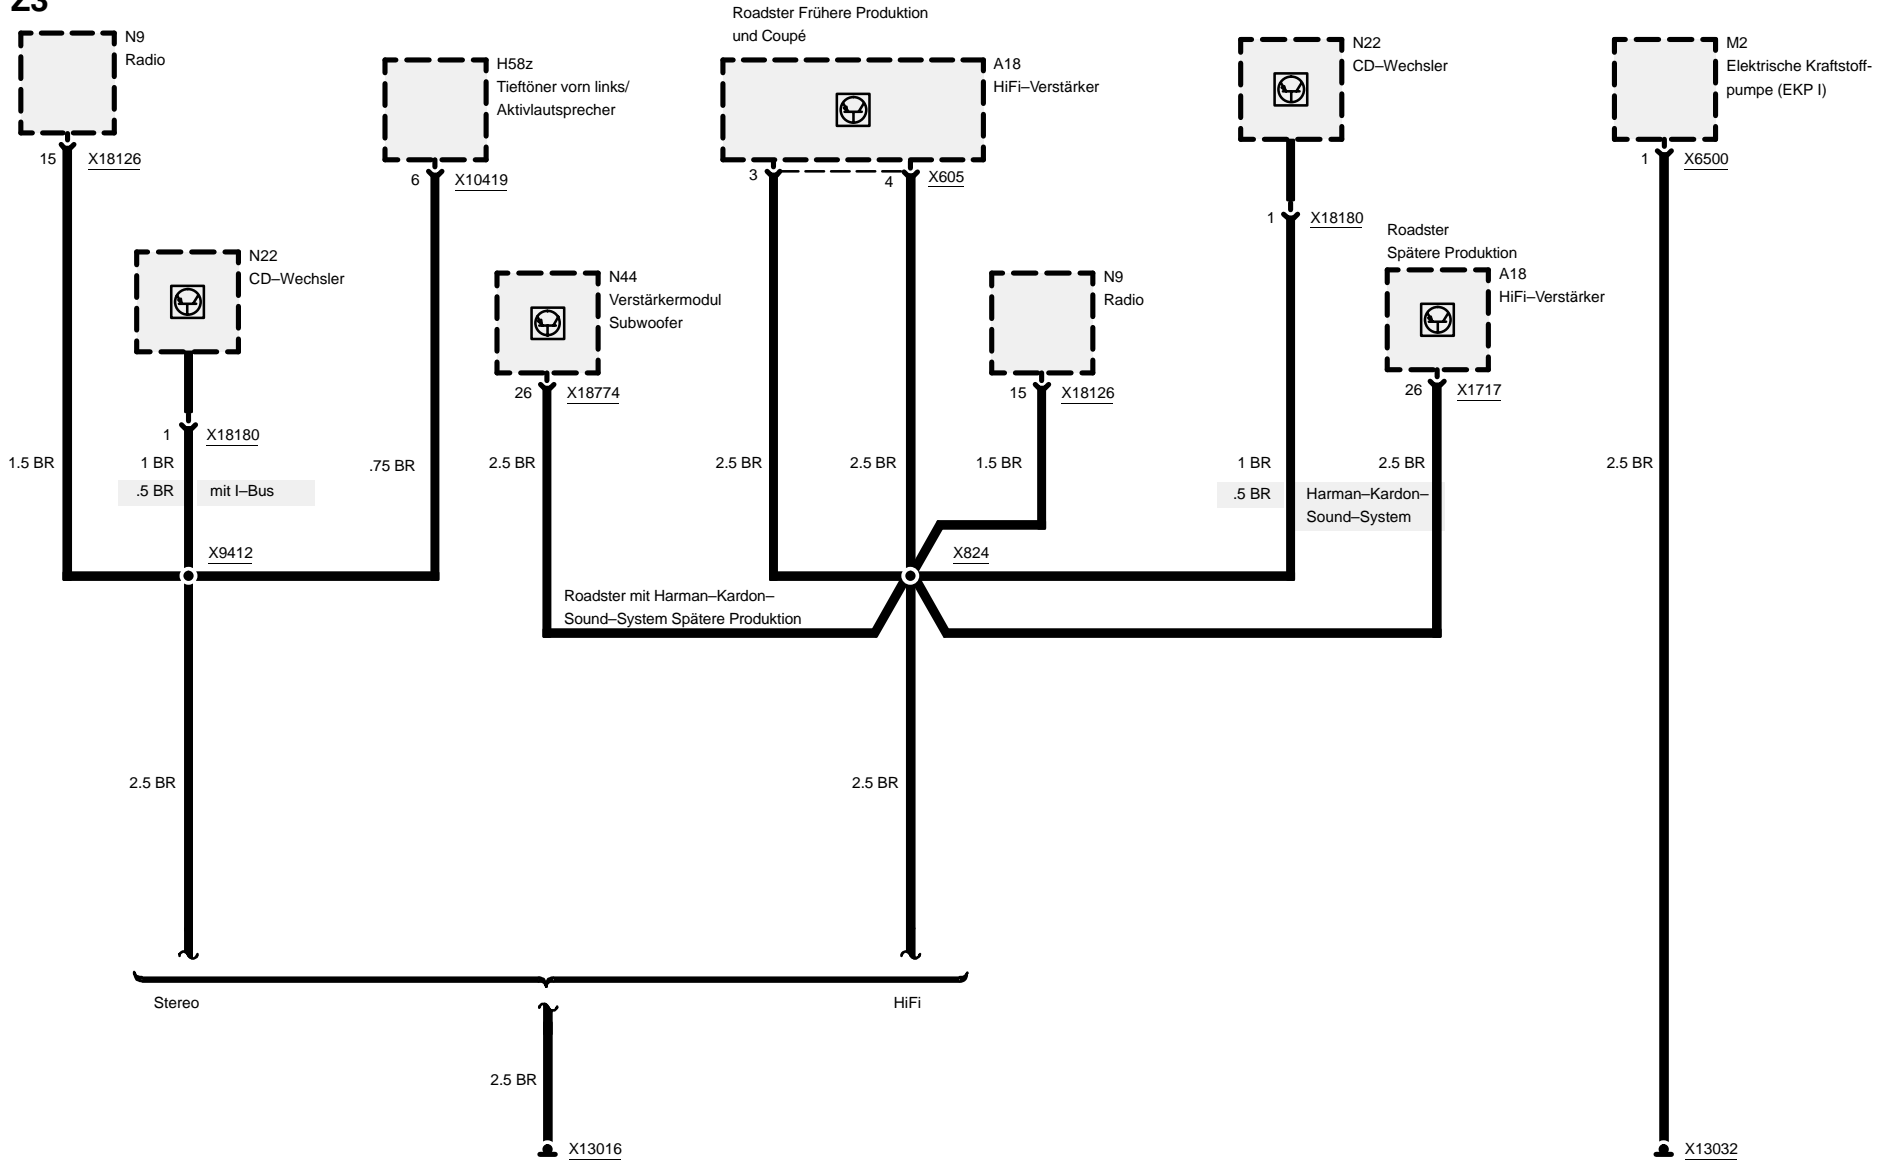 Z3
Roadster Frühere Produktion
und Coupé
N9
Radio
H58z
Tieftöner vorn links/
Aktivlautsprecher
A18
HiFi–Verstärker
N22
CD–Wechsler
M2
Elektrische Kraftstoff-
pumpe (EKP I)
15 X18126
6 X10419
3
4 X605
1 X18180
1 X6500
N22
CD–Wechsler
N44
Verstärkermodul
Subwoofer
N9
Radio
Roadster
Spätere Produktion
A18
HiFi–Verstärker
1 X18180
26 X18774
15 X18126
26 X1717
1.5 BR
1 BR
.75 BR
2.5 BR
2.5 BR
2.5 BR
1.5 BR
1 BR
2.5 BR
2.5 BR
.5 BR mit I–Bus
.5 BR Harman–Kardon–
Sound–System
X9412
X824
Roadster mit Harman–Kardon–
Sound–System Spätere Produktion
2.5 BR
2.5 BR
Stereo
HiFi
2.5 BR
X13016
X13032